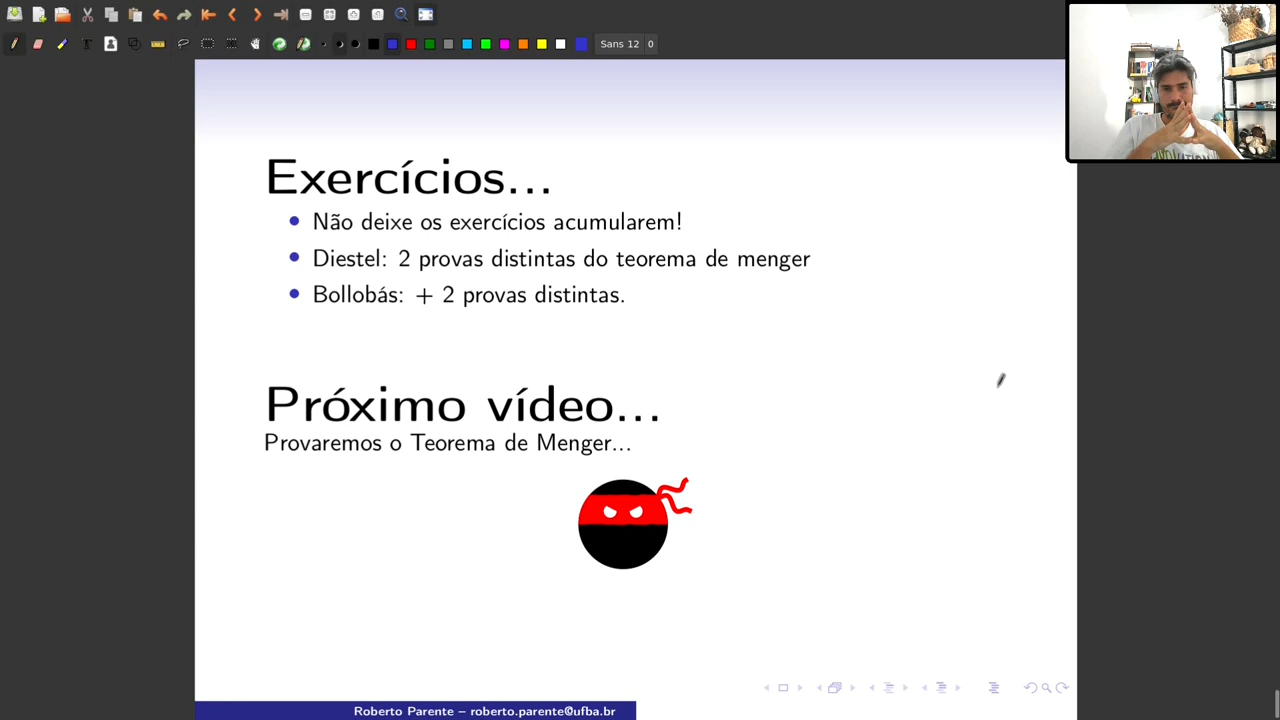 Sans 12 0
Exercícios...
Não deixe os exercícios acumularem!
Diestel: 2 provas distintas do teorema de menger
Bollobás: + 2 provas distintas.
Próximo vídeo...
Provaremos o Teorema de Menger...
Roberto Parente – roberto.parente@ufba.br